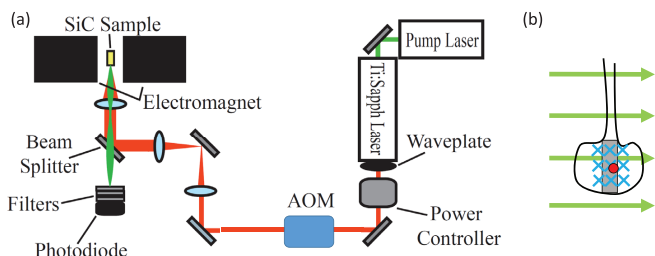 (a)
SiC Sample
Electromagnet
Beam
Splitter
Filters
Photodiode
AOM
Pump Laser
Ti:Sapph Laser
Waveplate
Power
Controller
(b)